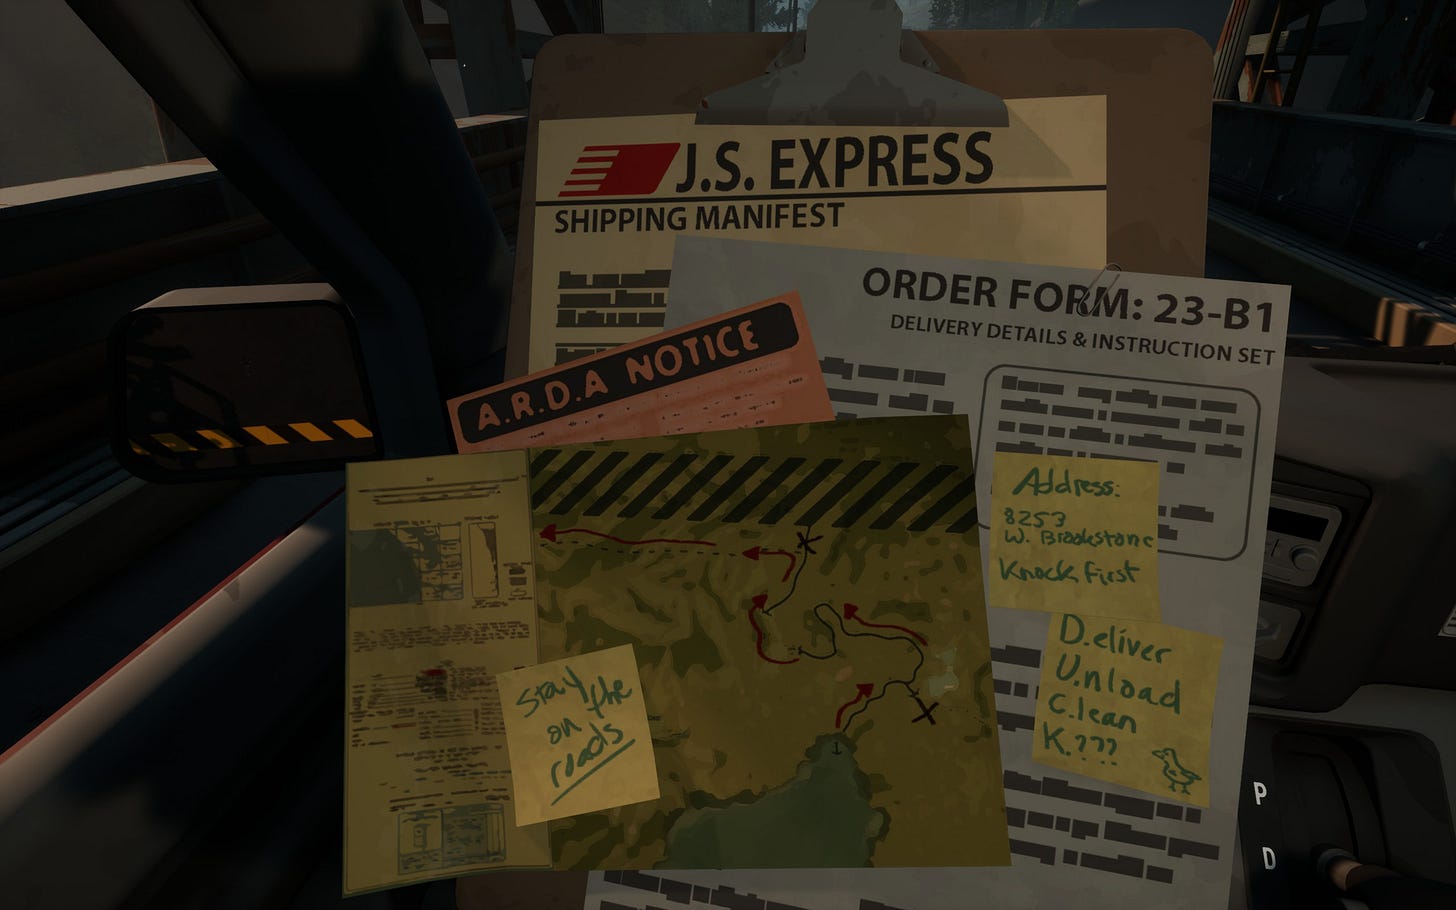 J.S. EXPRESS
SHIPPING MANIFEST
ORDER FORM: 23-B1
DELIVERY DETAILS & INSTRUCTION SET
A.R.D.A NOTICE
Address:
8253
W. Brookstone
Knock First
D.eliver
U.nload
C.lean
K.???
Stay
the
on
roads
P
D